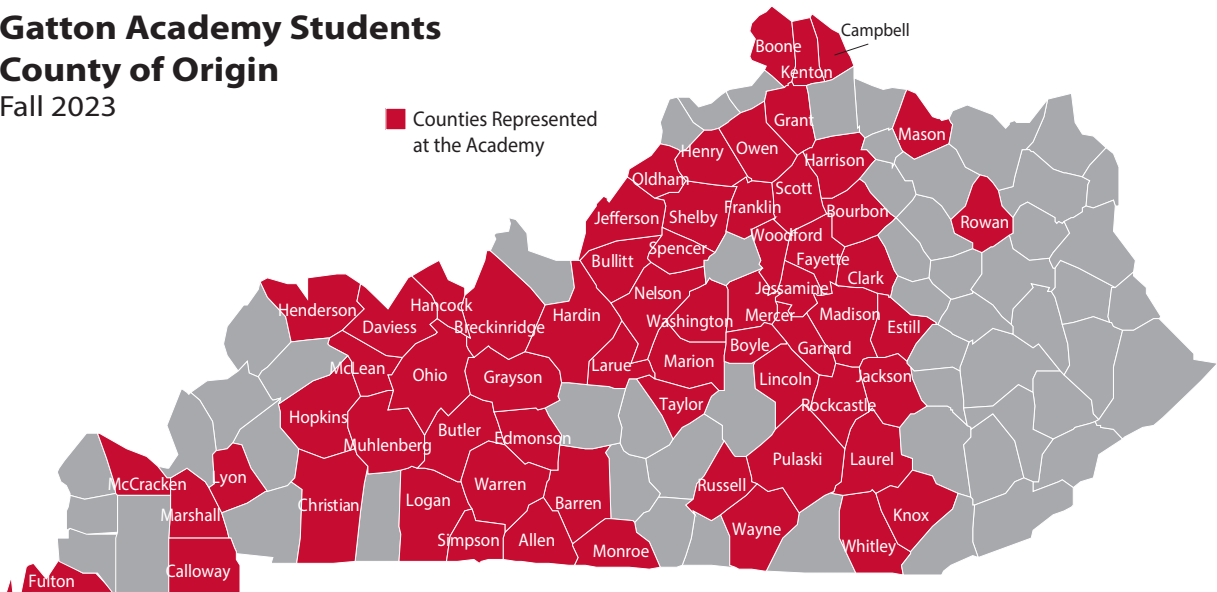 Gatton Academy Students
County of Origin
Fall 2023
Counties Represented
at the Academy
Campbell
Boone
Kenton
Grant
Mason
Henry
Owen
Harrison
Oldham
Scott
Franklin
Bourbon
Jefferson
Shelby
Rowan
Woodford
Spencer
Fayette
Bullitt
Clark
Jessamine
Nelson
Hancock
Henderson
Hardin
Mercer
Madison
Washington
Daviess
Breckinridge
Estill
Boyle
Garrard
Marion
Larue
McLean
Ohio
Grayson
Lincoln
Jackson
Taylor
Rockcastle
Hopkins
Butler
Edmonson
Muhlenberg
Pulaski
Laurel
Lyon
McCracken
Warren
Russell
Christian
Logan
Barren
Marshall
Knox
Wayne
Simpson
Allen
Monroe
Whitley
Calloway
Fulton